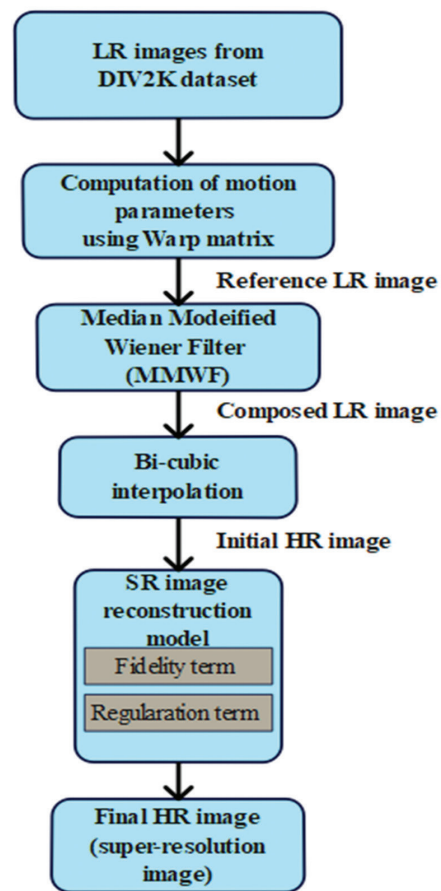 LR images from
DIV2K dataset
Computation of motion
parameters
using Warp matrix
Reference LR image
Median Modeified
Wiener Filter
(MMWF)
Composed LR image
Bi-cubic
interpolation
Initial HR image
SR image
reconstruction
model
Fidelity term
Regularation term
Final HR image
(super-resolution
image)